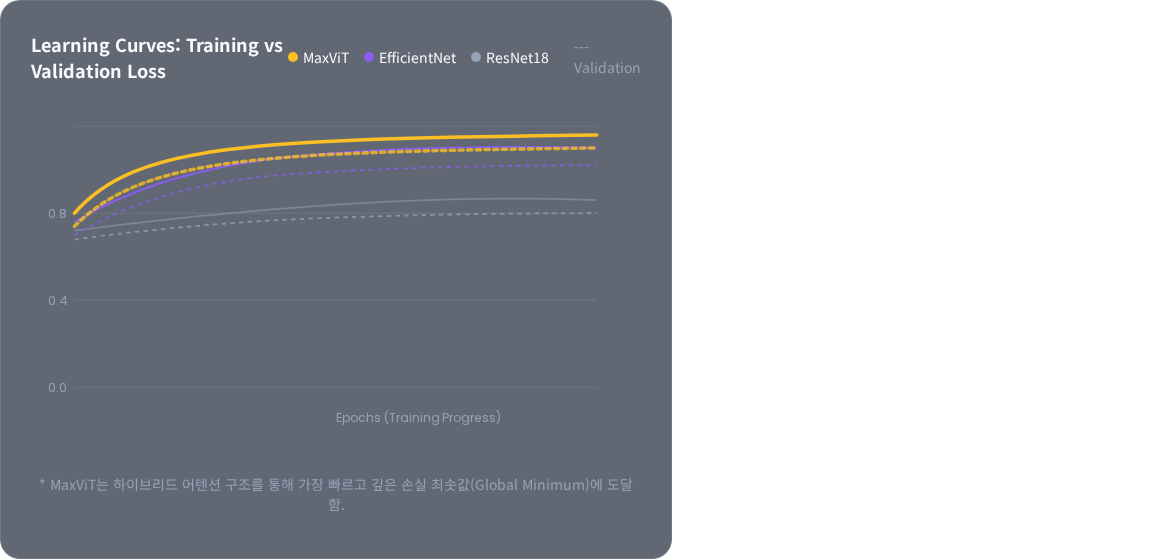 Learning Curves: Training vs
Validation Loss
MaxViT
EfficientNet
ResNet18
---
Validation
0.8
0.4
0.0
Epochs (Training Progress)
* MaxViT는 하이브리드 어텐션 구조를 통해 가장 빠르고 깊은 손실 최솟값(Global Minimum)에 도달
함.